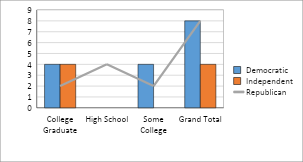 9
8
7
6
5
4
3
2
1
0
College Graduate
High School
Some College
Grand Total
Democratic
Independent
Republican